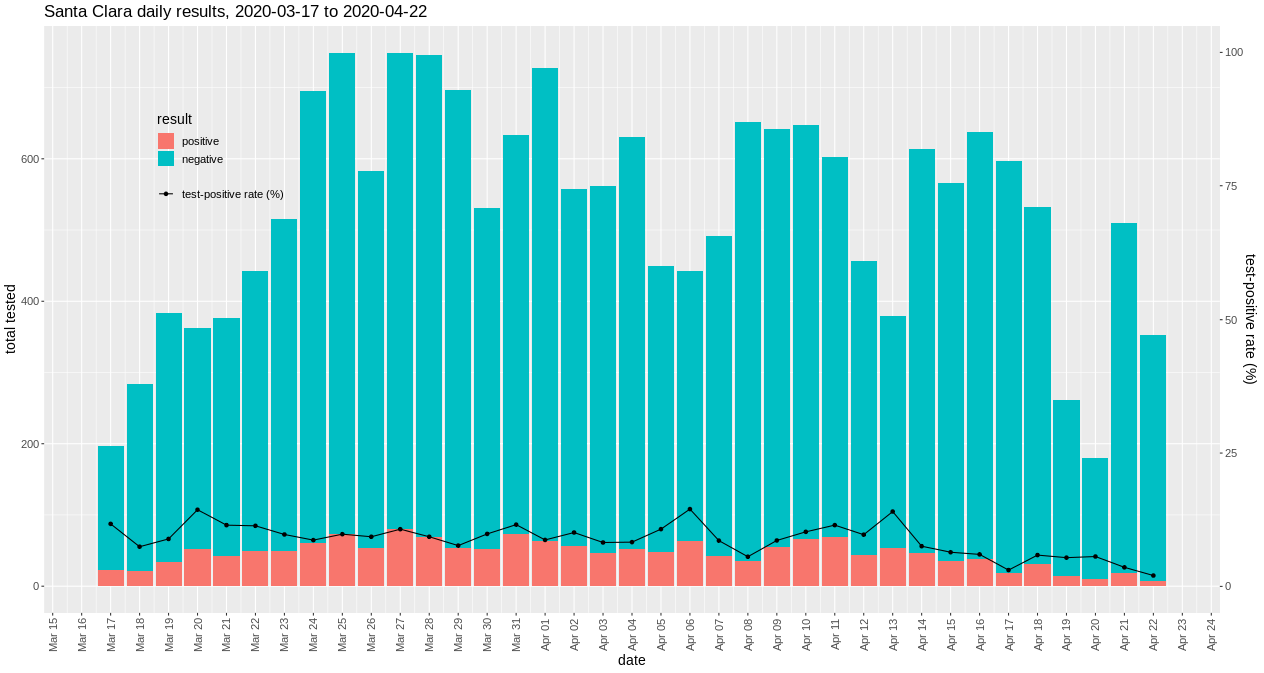 Santa Clara daily results, 2020-03-17 to 2020-04-22
result
positive
negative
test-positive rate (%)
total tested
600
400
200
0
100
75
50
25
0
test-positive rate (%)
Mar 15
Mar 16
Mar 17
Mar 18
Mar 19
Mar 20
Mar 21
Mar 22
Mar 23
Mar 24
Mar 25
Mar 26
Mar 27
Mar 28
Mar 29
Mar 30
Mar 31
Apr 01
Apr 02
Apr 03
Apr 04
Apr 05
Apr 06
Apr 07
Apr 08
Apr 09
Apr 10
Apr 11
Apr 12
Apr 13
Apr 14
Apr 15
Apr 16
Apr 17
Apr 18
Apr 19
Apr 20
Apr 21
Apr 22
Apr 23
Apr 24
date